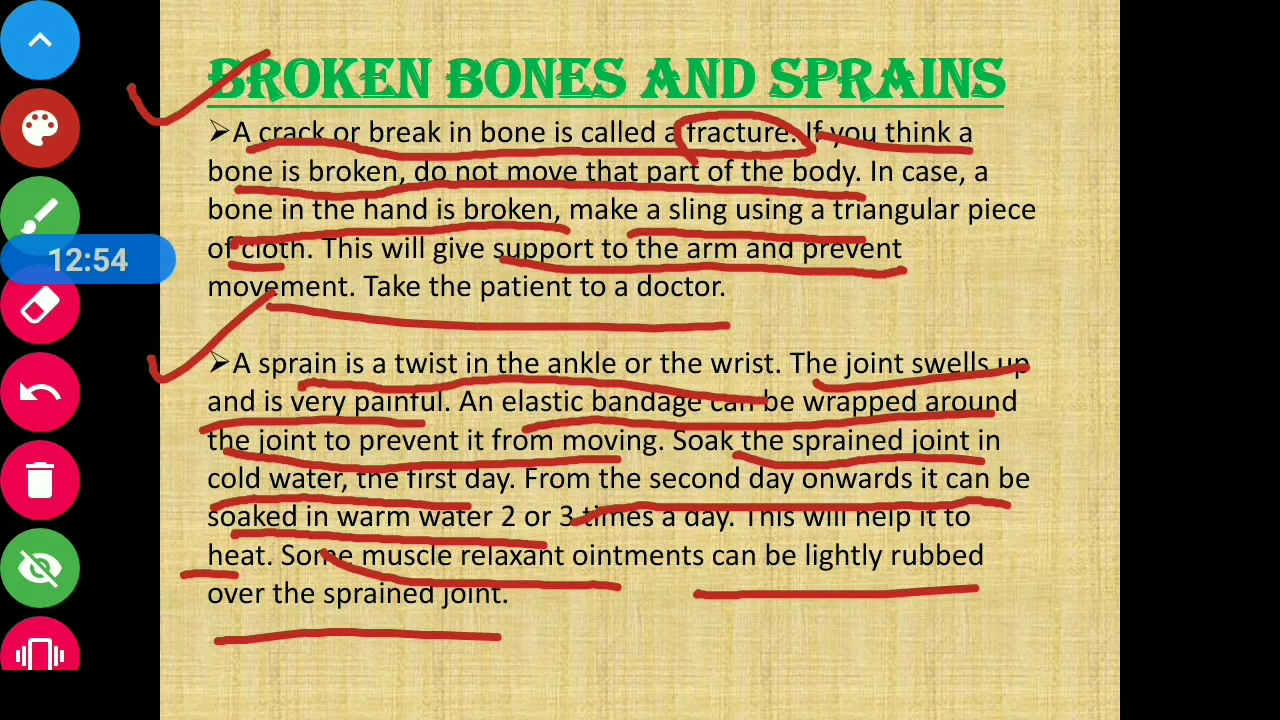 BROKEN BONES AND SPRAINS
➢A crack or break in bone is called a fracture. If you think a
bone is broken, do not move that part of the body. In case, a
bone in the hand is broken, make a sling using a triangular piece
of cloth. This will give support to the arm and prevent
movement. Take the patient to a doctor.
12:54
➢A sprain is a twist in the ankle or the wrist. The joint swells up
and is very painful. An elastic bandage can be wrapped around
the joint to prevent it from moving. Soak the sprained joint in
cold water, the first day. From the second day onwards it can be
soaked in warm water 2 or 3 times a day. This will help it to
heat. Some muscle relaxant ointments can be lightly rubbed
over the sprained joint.